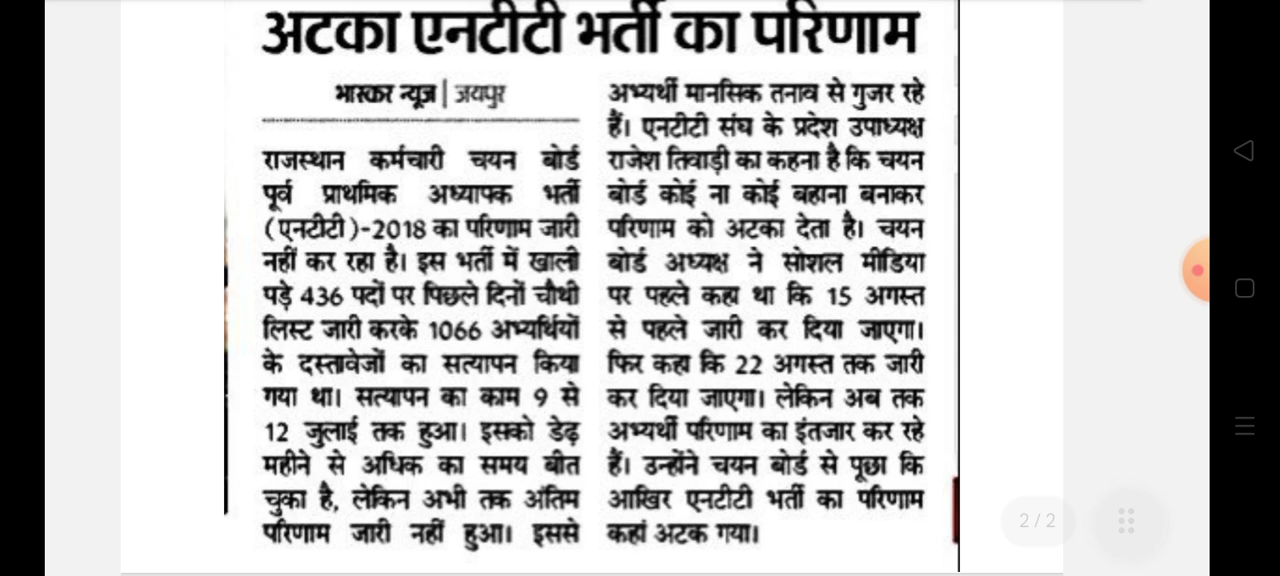 अटका एनटीटी भर्ती का परिणाम
भास्कर न्यूज | जयपुर
राजस्थान कर्मचारी चयन बोर्ड
पूर्व प्राथमिक अध्यापक भर्ती
(एनटीटी)-2018 का परिणाम जारी
नहीं कर रहा है। इस भर्ती में खाली
पड़े 436 पदों पर पिछले दिनों चौथी
लिस्ट जारी करके 1066 अभ्यर्थियों
के दस्तावेजों का सत्यापन किया
गया था। सत्यापन का काम 9 से
12 जुलाई तक हुआ। इसको डेढ़
महीने से अधिक का समय बीत
चुका है, लेकिन अभी तक अंतिम
परिणाम जारी नहीं हुआ। इससे
अभ्यर्थी मानसिक तनाव से गुजर रहे
हैं। एनटीटी संघ के प्रदेश उपाध्यक्ष
राजेश तिवाड़ी का कहना है कि चयन
बोर्ड कोई ना कोई बहाना बनाकर
परिणाम को अटका देता है। चयन
बोर्ड अध्यक्ष ने सोशल मीडिया
पर पहले कहा था कि 15 अगस्त
से पहले जारी कर दिया जाएगा।
फिर कहा कि 22 अगस्त तक जारी
कर दिया जाएगा। लेकिन अब तक
अभ्यर्थी परिणाम का इंतजार कर रहे
हैं। उन्होंने चयन बोर्ड से पूछा कि
आखिर एनटीटी भर्ती का परिणाम
कहां अटक गया।
2 / 2